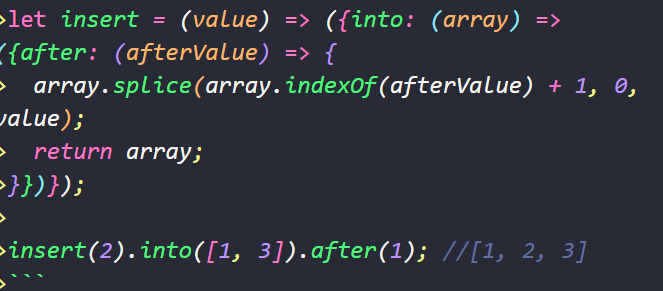 >let insert = (value) => ({into: (array) =>
({after: (afterValue) => {
>  array.splice(array.indexOf(afterValue) + 1, 0,
value);
>  return array;
>}})});
>
>insert(2).into([1, 3]).after(1); //[1, 2, 3]
>```